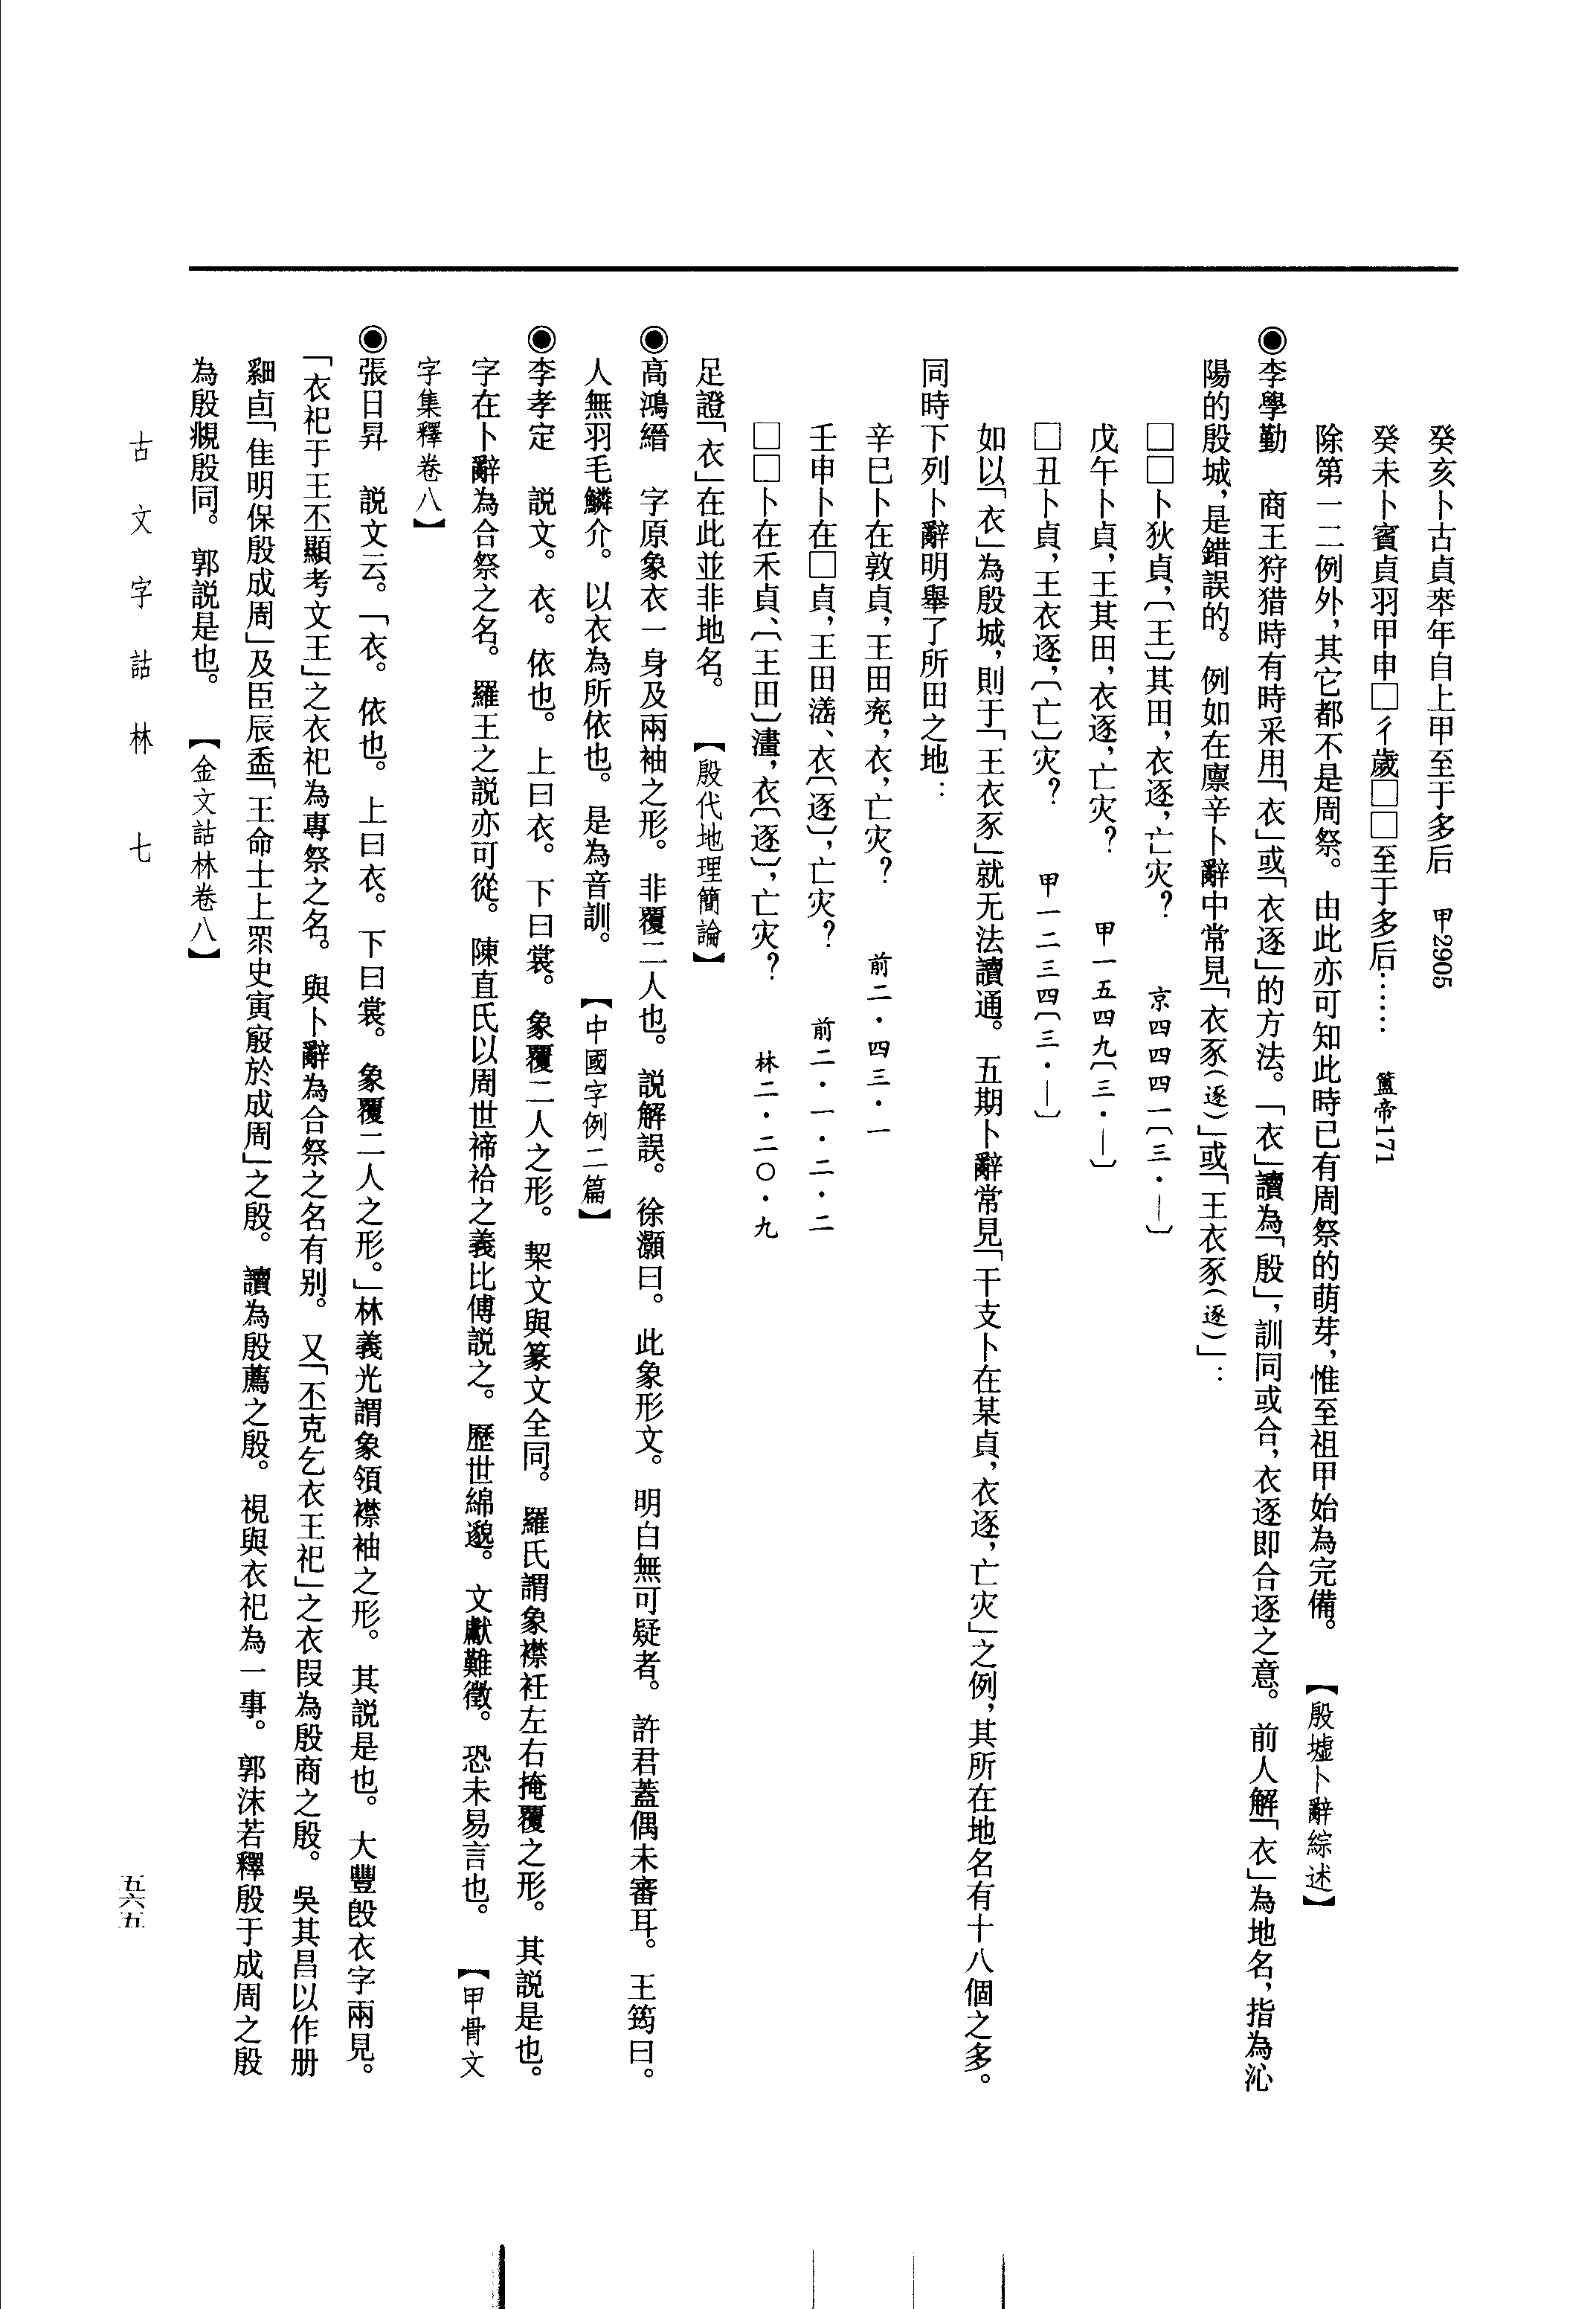 癸亥卜古貞𠦪年自上甲至于多后　甲2905
癸未卜賓貞羽甲申□彳歲□□至于多后……　簠帝171
除第一二例外，其它都不是周祭。由此亦可知此時已有周祭的萌芽，惟至祖甲始為完備。【殷墟卜辭綜述】
◉李學勤　商王狩猎時有時采用「衣」或「衣逐」的方法。「衣」讀為「殷」，訓同或合，衣逐即合逐之意。前人解「衣」為地名，指為沁
陽的殷城，是錯誤的。例如在廪辛卜辭中常見「衣豕（逐）」或「王衣豕（逐）」：
□□卜狄貞，〔王〕其田，衣逐，亡灾？　京四四四一〔三·一〕
戊午卜貞，王其田，衣逐，亡灾？　甲一五四九〔三·一〕
□丑卜貞，王衣逐，〔亡〕灾？　甲一二三四〔三·一〕
如以「衣」為殷城，則于「王衣豕」就无法讀通。五期卜辭常見「干支卜在某貞，衣逐，亡灾」之例，其所在地名有十八個之多。
同時下列卜辭明舉了所田之地：
辛巳卜在敦貞，王田，衣，亡灾？　前二·四三·一
壬申卜在□貞，王田、衣〔逐〕，亡灾？　前二·一·二·二
□□卜在禾貞、〔王田〕澅，衣〔逐〕，亡灾？　林二·二〇·九
足證「衣」在此並非地名。【殷代地理簡論】
◉高鴻縉　字原象衣一身及兩袖之形。非覆二人也。説解誤。徐灝曰。此象形文。明白無可疑者。許君蓋偶未審耳。王筠曰。
人無羽毛鱗介。以衣為所依也。是為音訓。【中國字例二篇】
◉李孝定　説文。衣。依也。上曰衣。下曰裳。象覆二人之形。栔文與篆文全同。羅氏謂象襟衽左右掩覆之形。其説是也。
字在卜辭為合祭之名。羅王之説亦可從。陳直氏以周世禘祫之義比傅説之。歷世綿邈。文獻難徵。恐未易言也。【甲骨文
字集釋卷八】
◉張日昇　説文云。「衣。依也。上曰衣。下曰裳。象覆二人之形。」林義光謂象領襟袖之形。其説是也。大豐𣪘衣字兩見。
「衣祀于王丕顯考文王」之衣祀為專祭之名。與卜辭為合祭之名有别。又「不克乞衣王祀」之衣叚為殷商之殷。吳其昌以作册
䌛卣「隹明保殷成周」及臣辰盉「王命士上眔史寅寢於成周」之殷。讀為殷薦之殷。視與衣祀為一事。郭沫若釋殷于成周之殷
為殷覜殷同。郭説是也。【金文詁林卷八】
古文字詁林　七
五六五